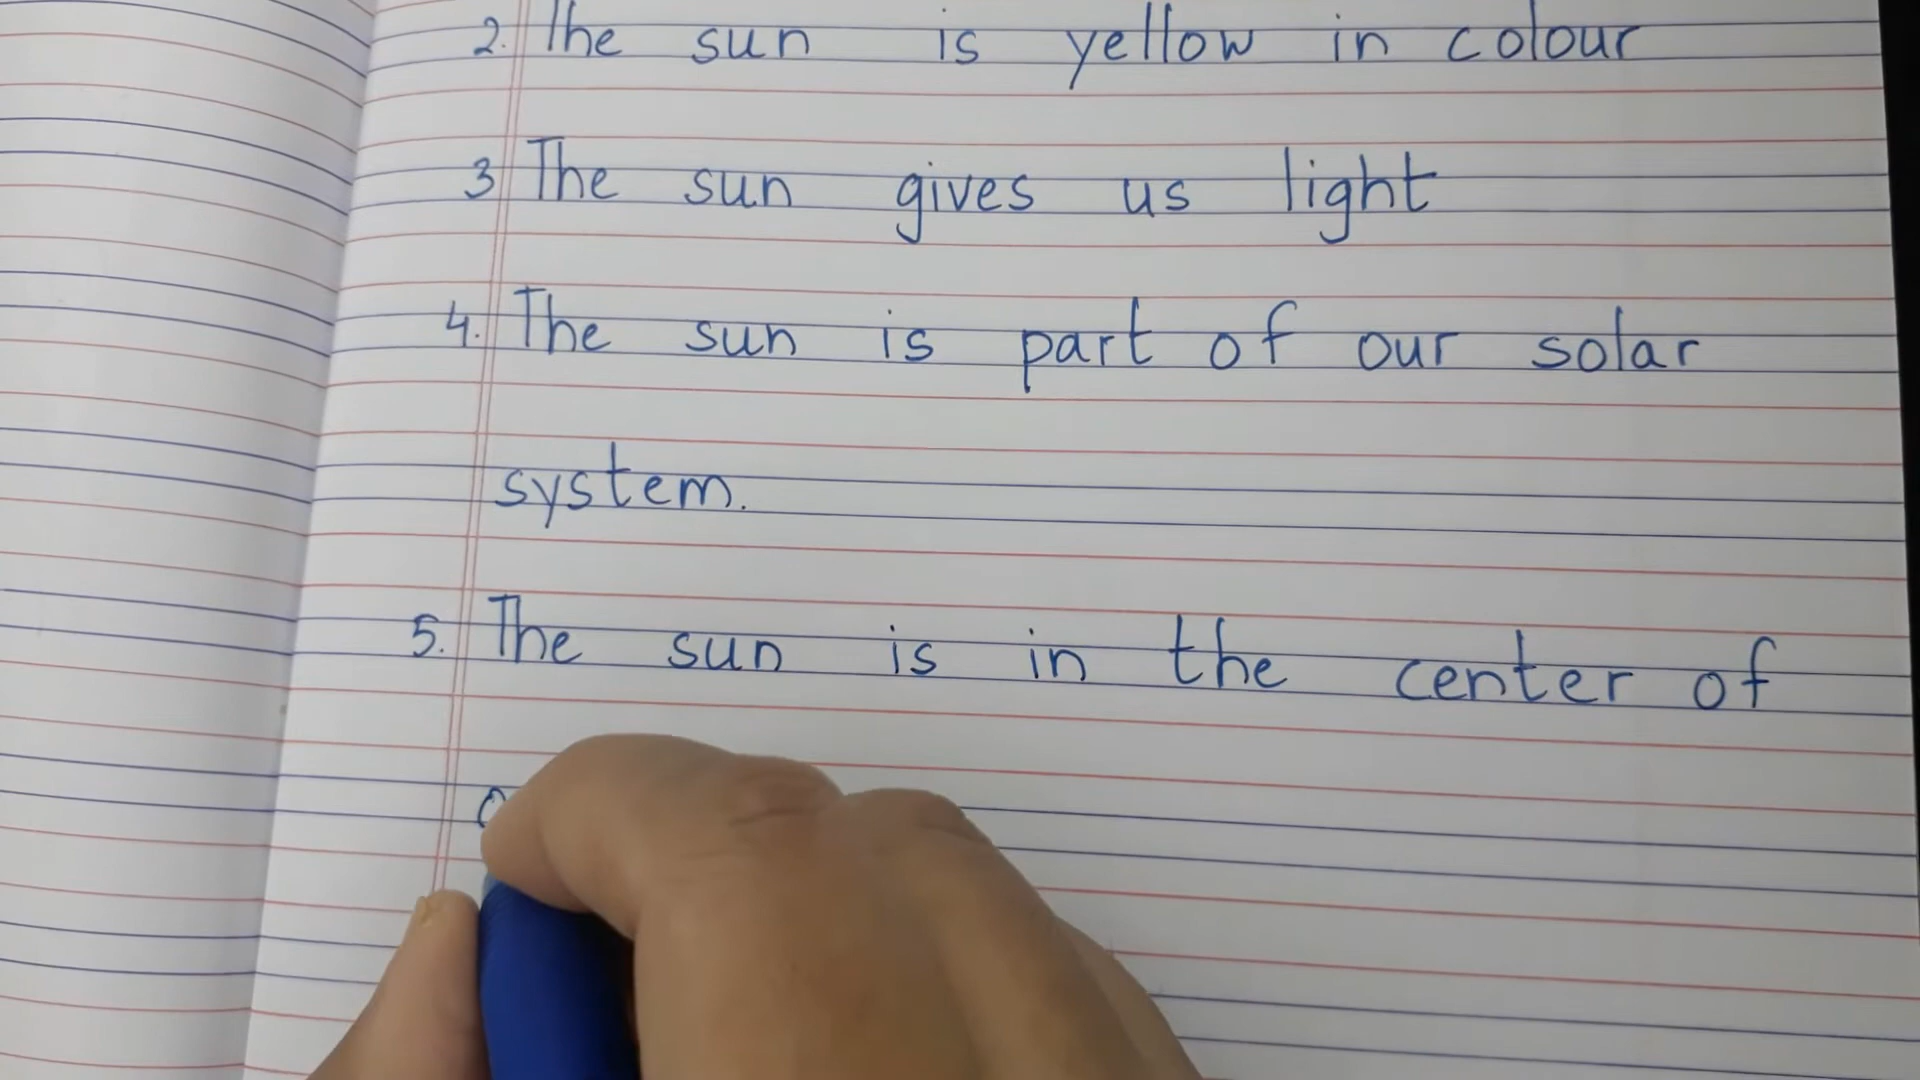 2. The sun is yellow in colour
3 The sun gives us light
4. The sun is part of our solar
system.
5. The sun is in the center of